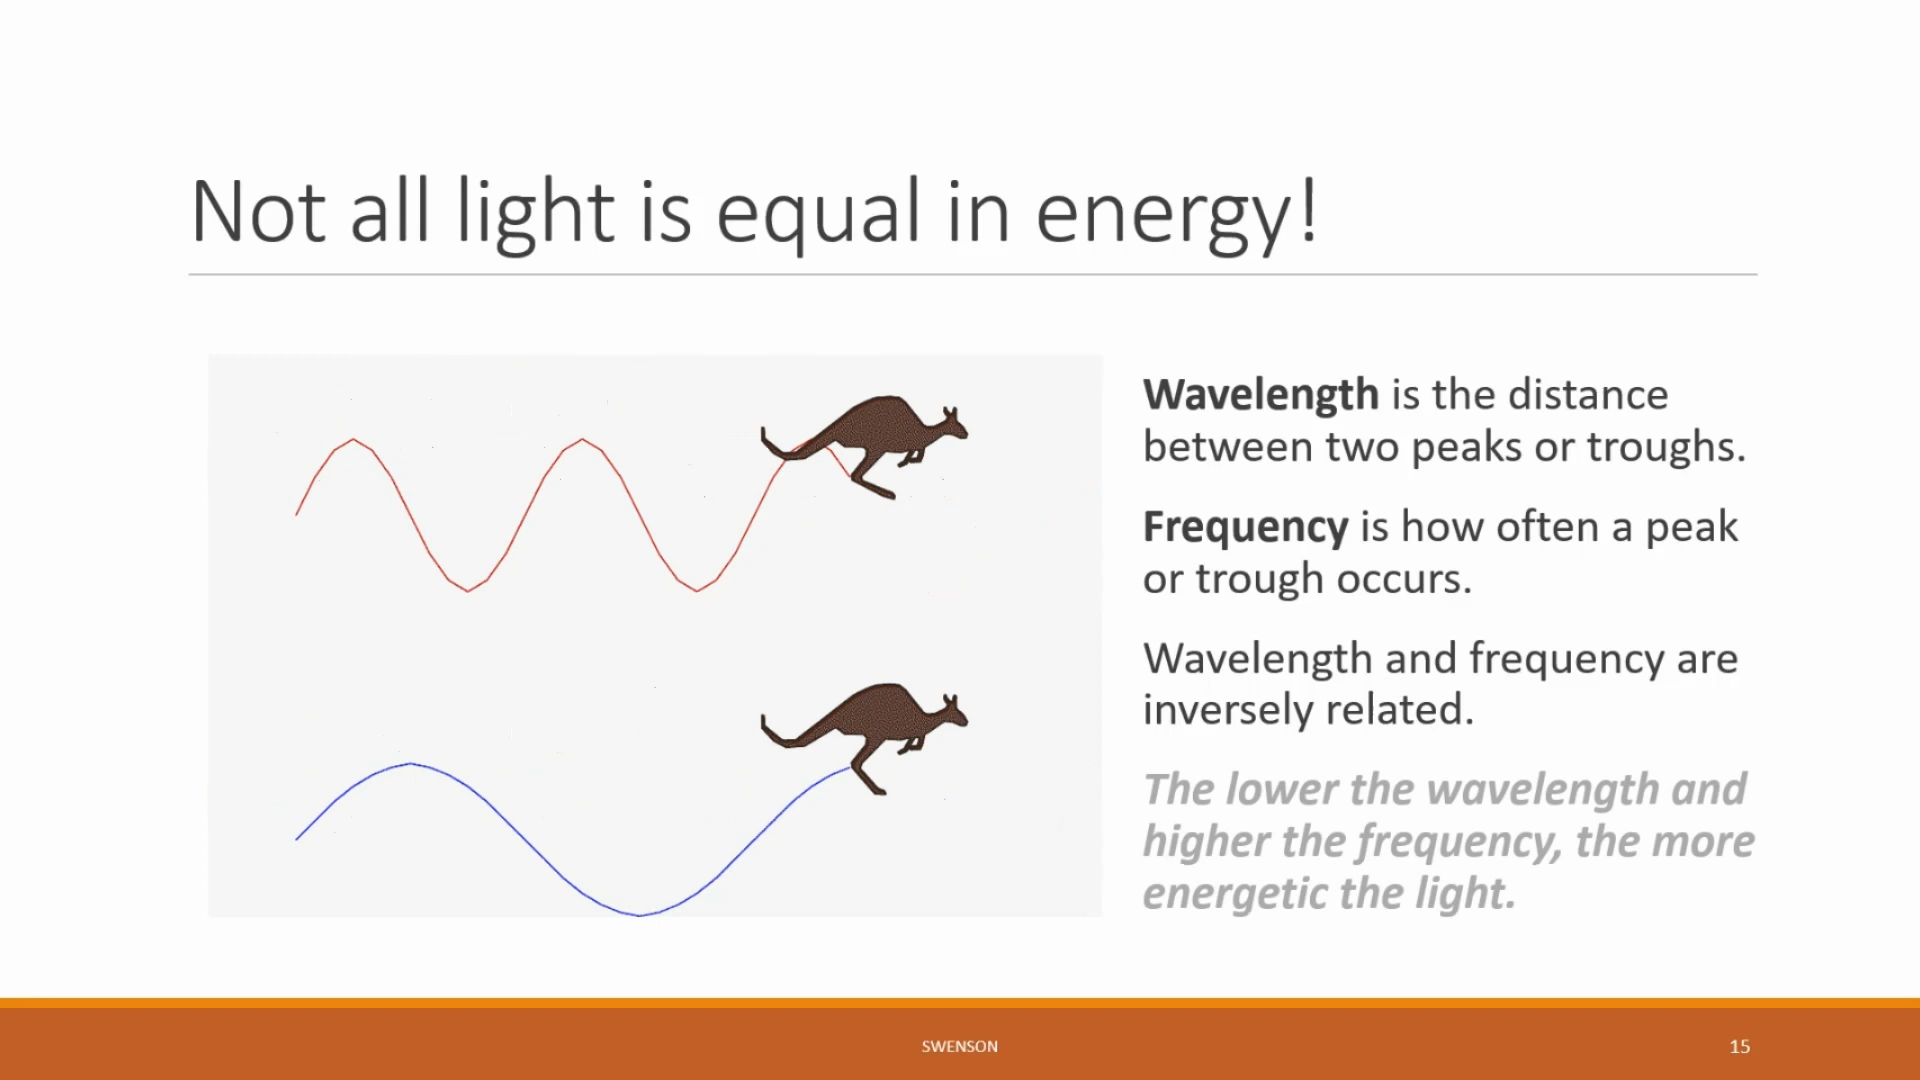 Not all light is equal in energy!
Wavelength is the distance
between two peaks or troughs.
Frequency is how often a peak
or trough occurs.
Wavelength and frequency are
inversely related.
The lower the wavelength and
higher the frequency, the more
energetic the light.
SWENSON
15